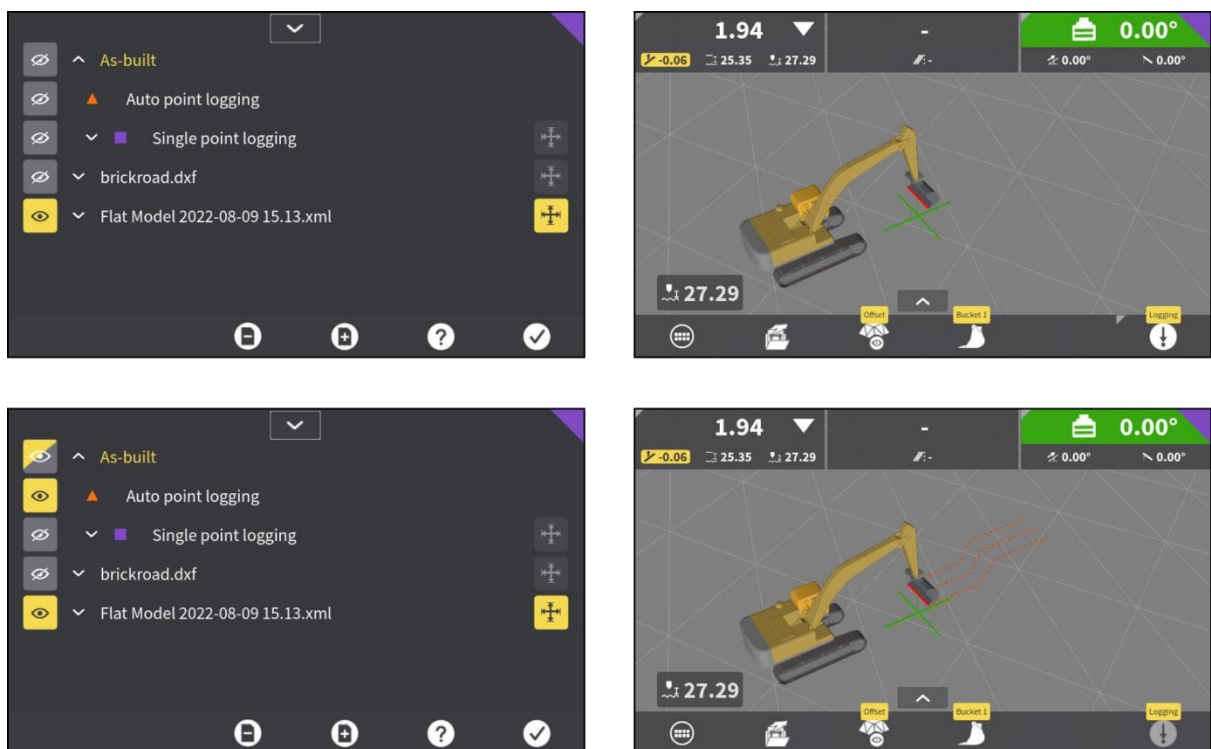 As-built
Auto point logging
Single point logging
brickroad.dxf
Flat Model 2022-08-09 15.13.xml
1.94
-
0.00°
-0.06 25.35 27.29
: -
0.00° 0.00°
27.29
Offset
Bucket 1
Logging
As-built
Auto point logging
Single point logging
brickroad.dxf
Flat Model 2022-08-09 15.13.xml
1.94
-
0.00°
-0.06 25.35 27.29
: -
0.00° 0.00°
27.29
Offset
Bucket 1
Logging